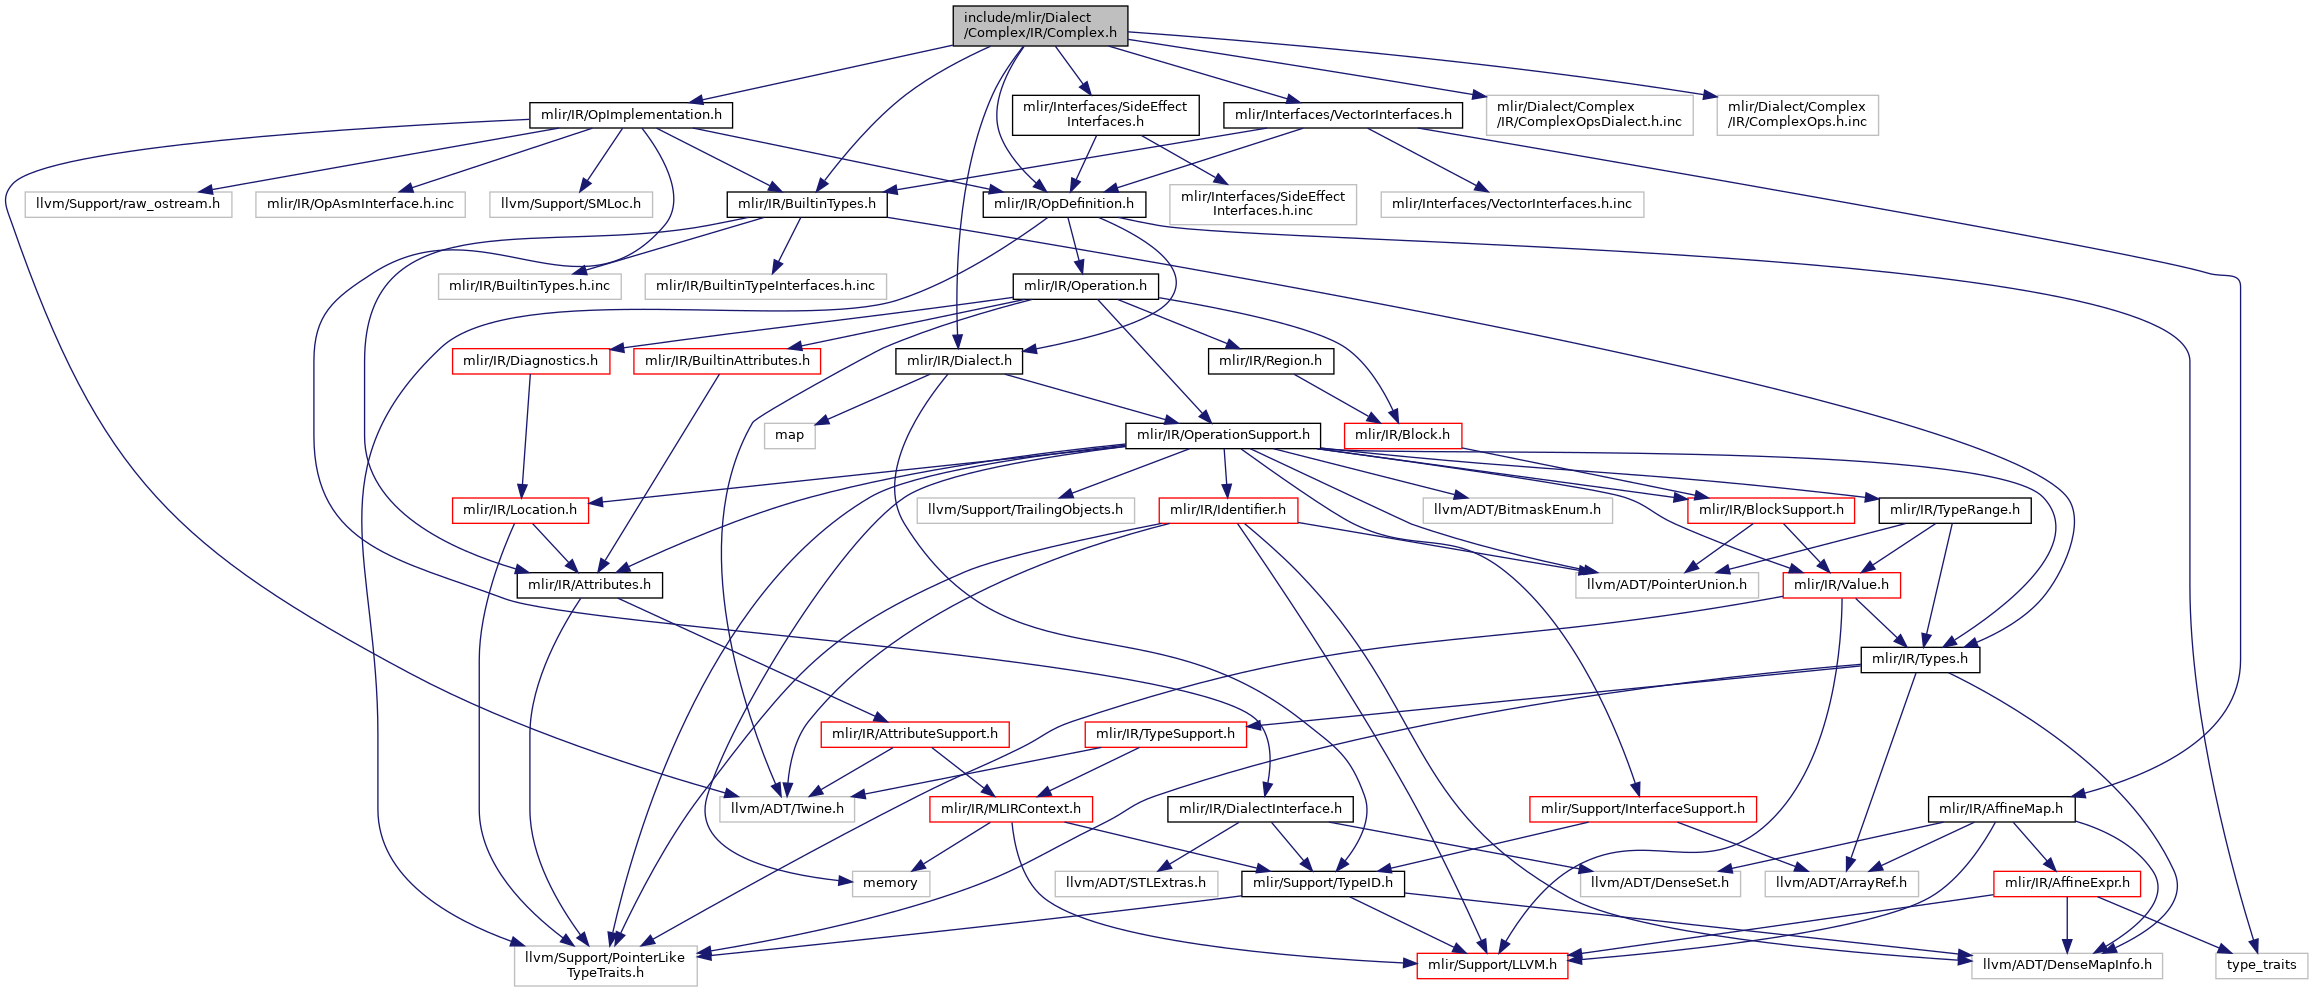 include/mlir/Dialect
/Complex/IR/Complex.h
mlir/IR/OpImplementation.h
mlir/Interfaces/SideEffect
Interfaces.h
mlir/Interfaces/VectorInterfaces.h
mlir/Dialect/Complex
/IR/ComplexOpsDialect.h.inc
mlir/Dialect/Complex
/IR/ComplexOps.h.inc
llvm/Support/raw_ostream.h
mlir/IR/OpAsmInterface.h.inc
llvm/Support/SMLoc.h
mlir/IR/BuiltinTypes.h
mlir/IR/OpDefinition.h
mlir/Interfaces/SideEffect
Interfaces.h.inc
mlir/Interfaces/VectorInterfaces.h.inc
mlir/IR/BuiltinTypes.h.inc
mlir/IR/BuiltinTypeInterfaces.h.inc
mlir/IR/Operation.h
mlir/IR/Diagnostics.h
mlir/IR/BuiltinAttributes.h
mlir/IR/Dialect.h
mlir/IR/Region.h
map
mlir/IR/OperationSupport.h
mlir/IR/Block.h
mlir/IR/Location.h
llvm/Support/TrailingObjects.h
mlir/IR/Identifier.h
llvm/ADT/BitmaskEnum.h
mlir/IR/BlockSupport.h
mlir/IR/TypeRange.h
mlir/IR/Attributes.h
llvm/ADT/PointerUnion.h
mlir/IR/Value.h
mlir/IR/Types.h
mlir/IR/AttributeSupport.h
mlir/IR/TypeSupport.h
llvm/ADT/Twine.h
mlir/IR/MLIRContext.h
mlir/IR/DialectInterface.h
mlir/Support/InterfaceSupport.h
mlir/IR/AffineMap.h
memory
llvm/ADT/STLExtras.h
mlir/Support/TypeID.h
llvm/ADT/DenseSet.h
llvm/ADT/ArrayRef.h
mlir/IR/AffineExpr.h
llvm/Support/PointerLike
TypeTraits.h
mlir/Support/LLVM.h
llvm/ADT/DenseMapInfo.h
type_traits